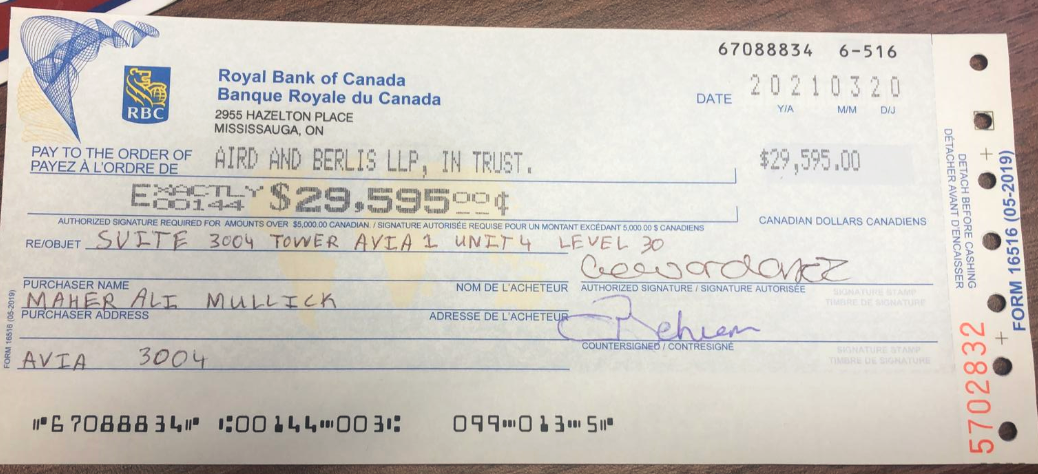 67088834 6-516
RBC
Royal Bank of Canada
Banque Royale du Canada
2955 HAZELTON PLACE
MISSISSAUGA, ON
DATE 20210320
Y/A M/M D/J
PAY TO THE ORDER OF
PAYEZ À L'ORDRE DE
AIRD AND BERLIS LLP, IN TRUST.
$29,595.00
EXACTLY
00144 $29,59500¢
AUTHORIZED SIGNATURE REQUIRED FOR AMOUNTS OVER $5,000.00 CANADIAN / SIGNATURE AUTORISÉE REQUISE POUR UN MONTANT EXCÉDANT 5,000.00 $ CANADIENS
CANADIAN DOLLARS CANADIENS
RE/OBJET SUITE 3004 TOWER AVIA 1 UNIT 4 LEVEL 30
PURCHASER NAME NOM DE L'ACHETEUR
AUTHORIZED SIGNATURE / SIGNATURE AUTORISÉE
SIGNATURE STAMP
TIMBRE DE SIGNATURE
MAHER ALI MULLICK
PURCHASER ADDRESS ADRESSE DE L'ACHETEUR
COUNTERSIGNED / CONTRESIGNÉ
SIGNATURE STAMP
TIMBRE DE SIGNATURE
AVIA 3004
⑈67088834⑈ ⑆00144⑉003⑆ 099⑉013⑉5⑈
FORM 16516 (05-2019)
DÉTACHER AVANT D'ENCAISSER
DETACH BEFORE CASHING
FORM 16516 (05-2019)
5702832